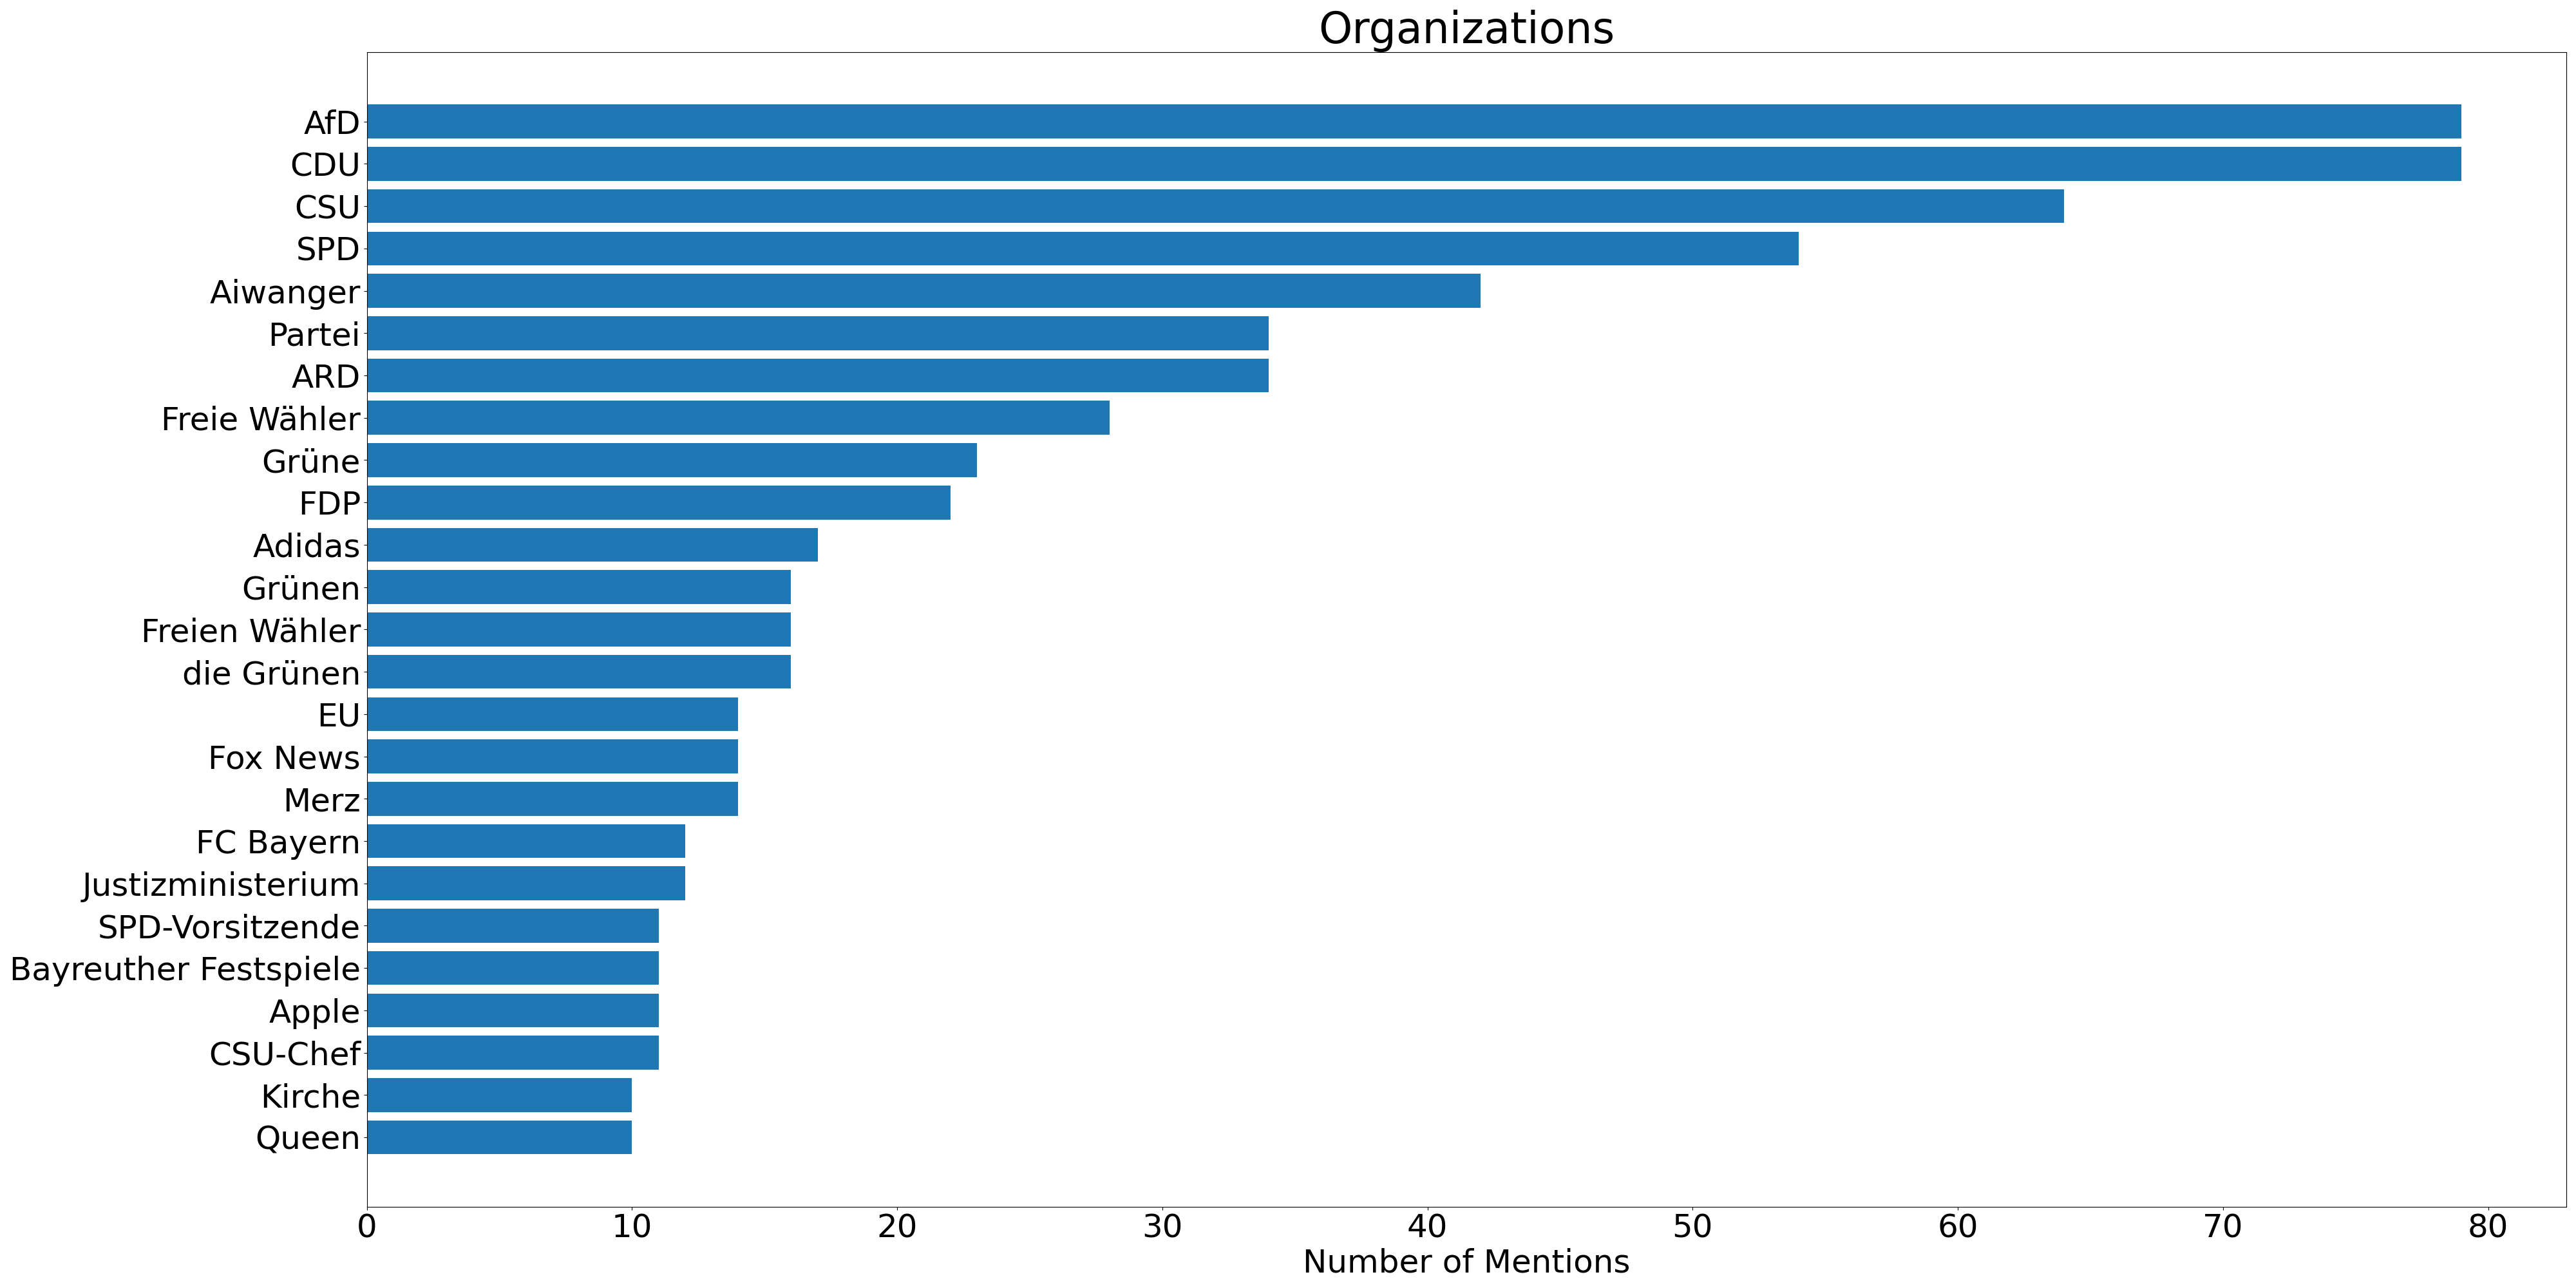 Organizations
AfD
CDU
CSU
SPD
Aiwanger
Partei
ARD
Freie Wähler
Grüne
FDP
Adidas
Grünen
Freien Wähler
die Grünen
EU
Fox News
Merz
FC Bayern
Justizministerium
SPD-Vorsitzende
Bayreuther Festspiele
Apple
CSU-Chef
Kirche
Queen
0 10 20 30 40 50 60 70 80
Number of Mentions